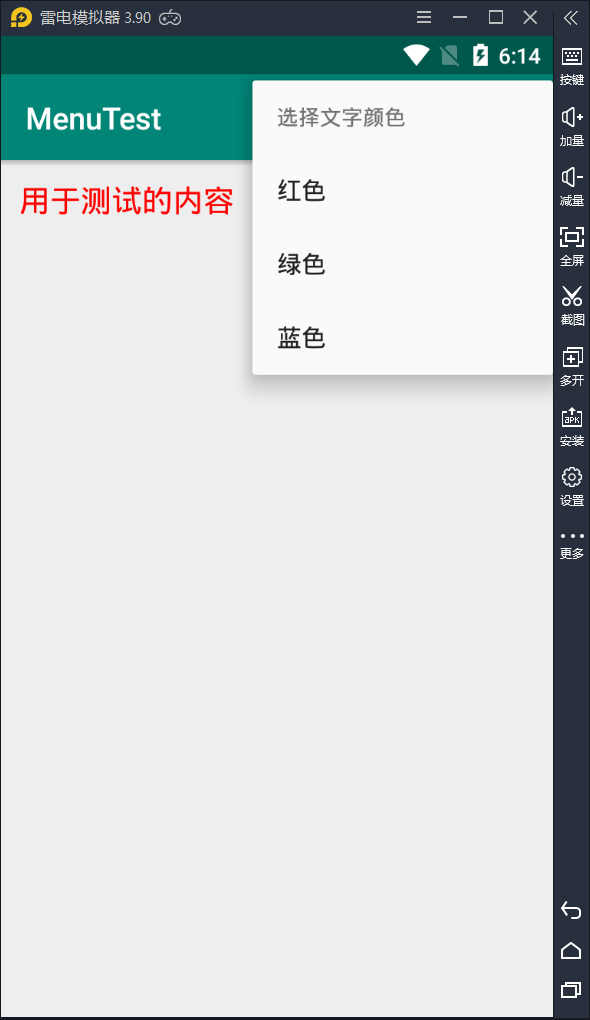 雷电模拟器 3.90
6:14
MenuTest
选择文字颜色
用于测试的内容
红色
绿色
蓝色
按键
加量
减量
全屏
截图
多开
APK
安装
设置
更多